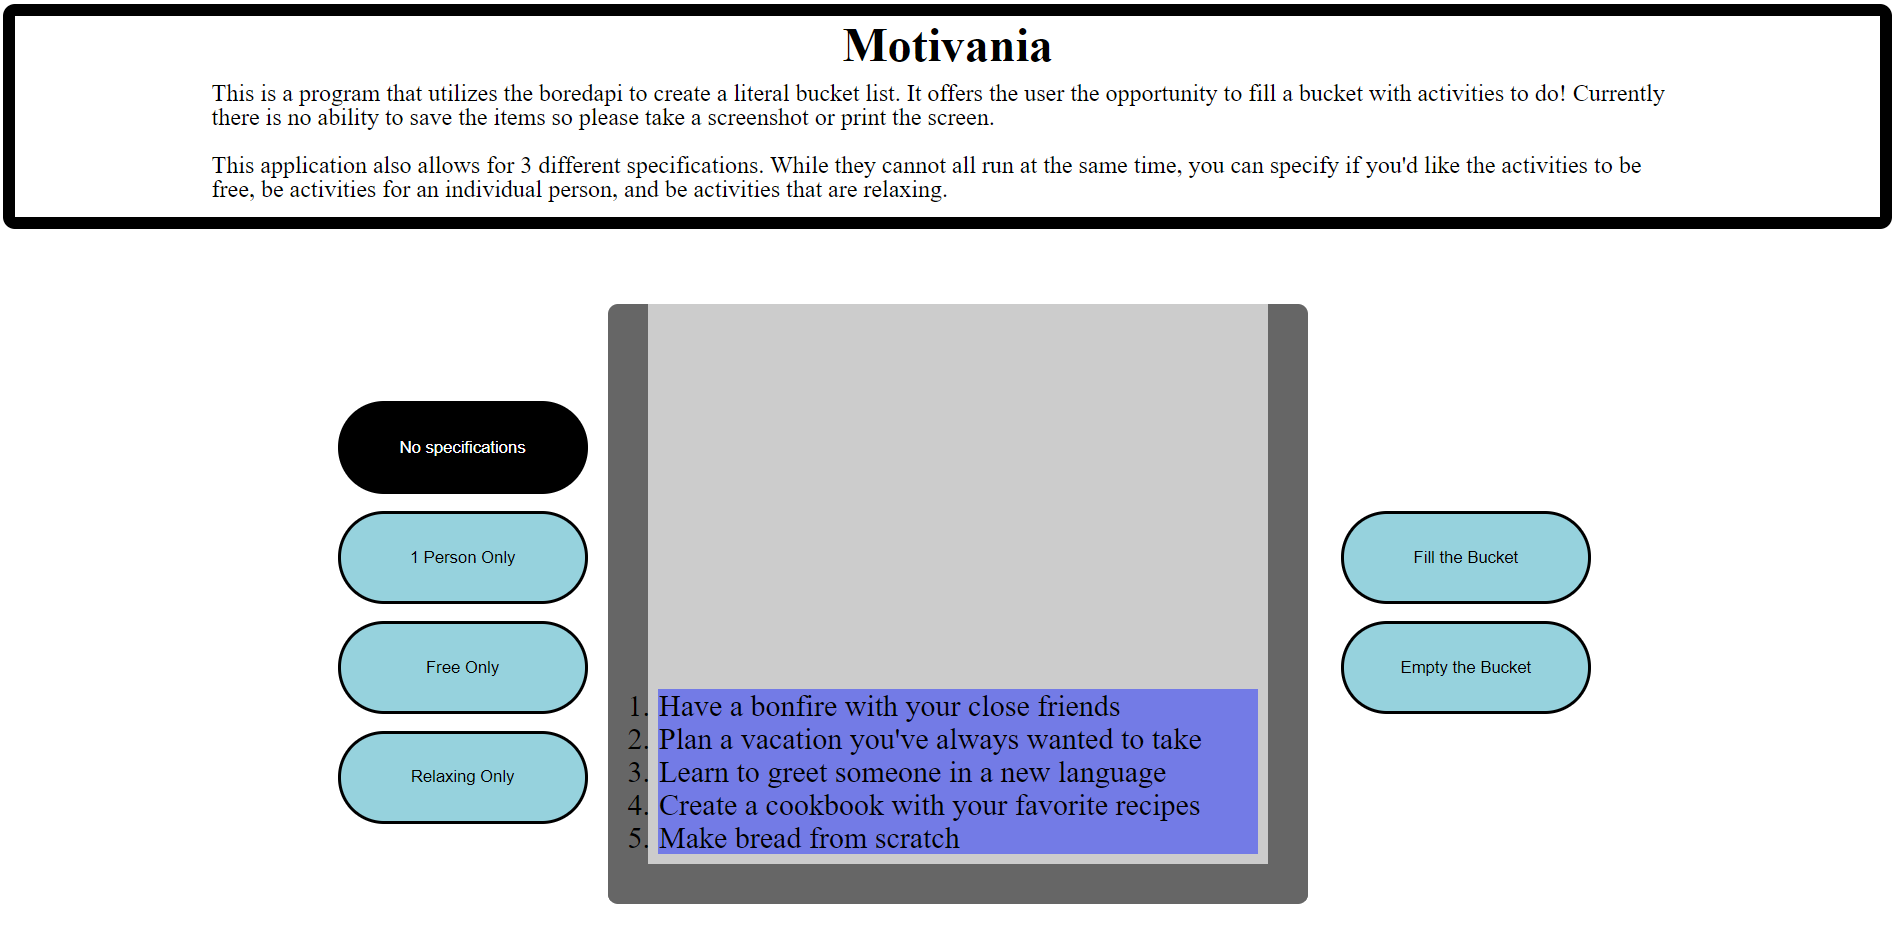 Motivania
This is a program that utilizes the boredapi to create a literal bucket list. It offers the user the opportunity to fill a bucket with activities to do! Currently
there is no ability to save the items so please take a screenshot or print the screen.
This application also allows for 3 different specifications. While they cannot all run at the same time, you can specify if you'd like the activities to be
free, be activities for an individual person, and be activities that are relaxing.
No specifications
1 Person Only
Free Only
Relaxing Only
1. Have a bonfire with your close friends
2. Plan a vacation you've always wanted to take
3. Learn to greet someone in a new language
4. Create a cookbook with your favorite recipes
5. Make bread from scratch
Fill the Bucket
Empty the Bucket